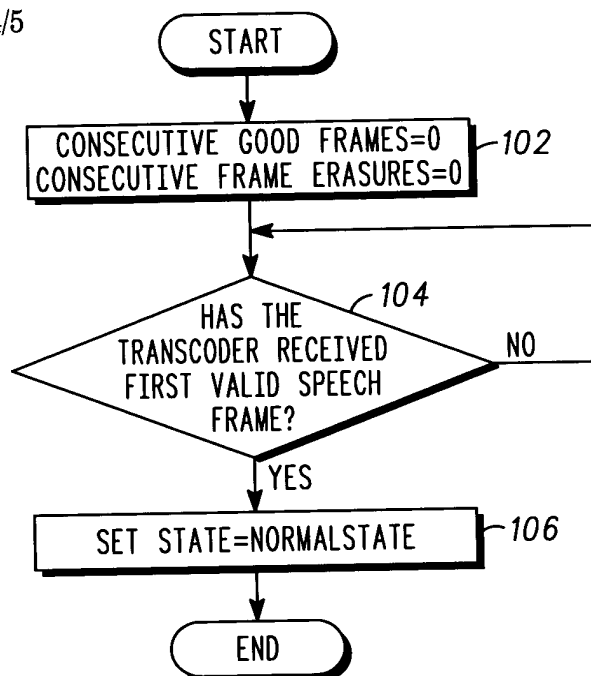 /5
START
CONSECUTIVE GOOD FRAMES=0
CONSECUTIVE FRAME ERASURES=0
102
104
HAS THE
TRANSCODER RECEIVED
FIRST VALID SPEECH
FRAME?
NO
YES
SET STATE=NORMALSTATE
106
END